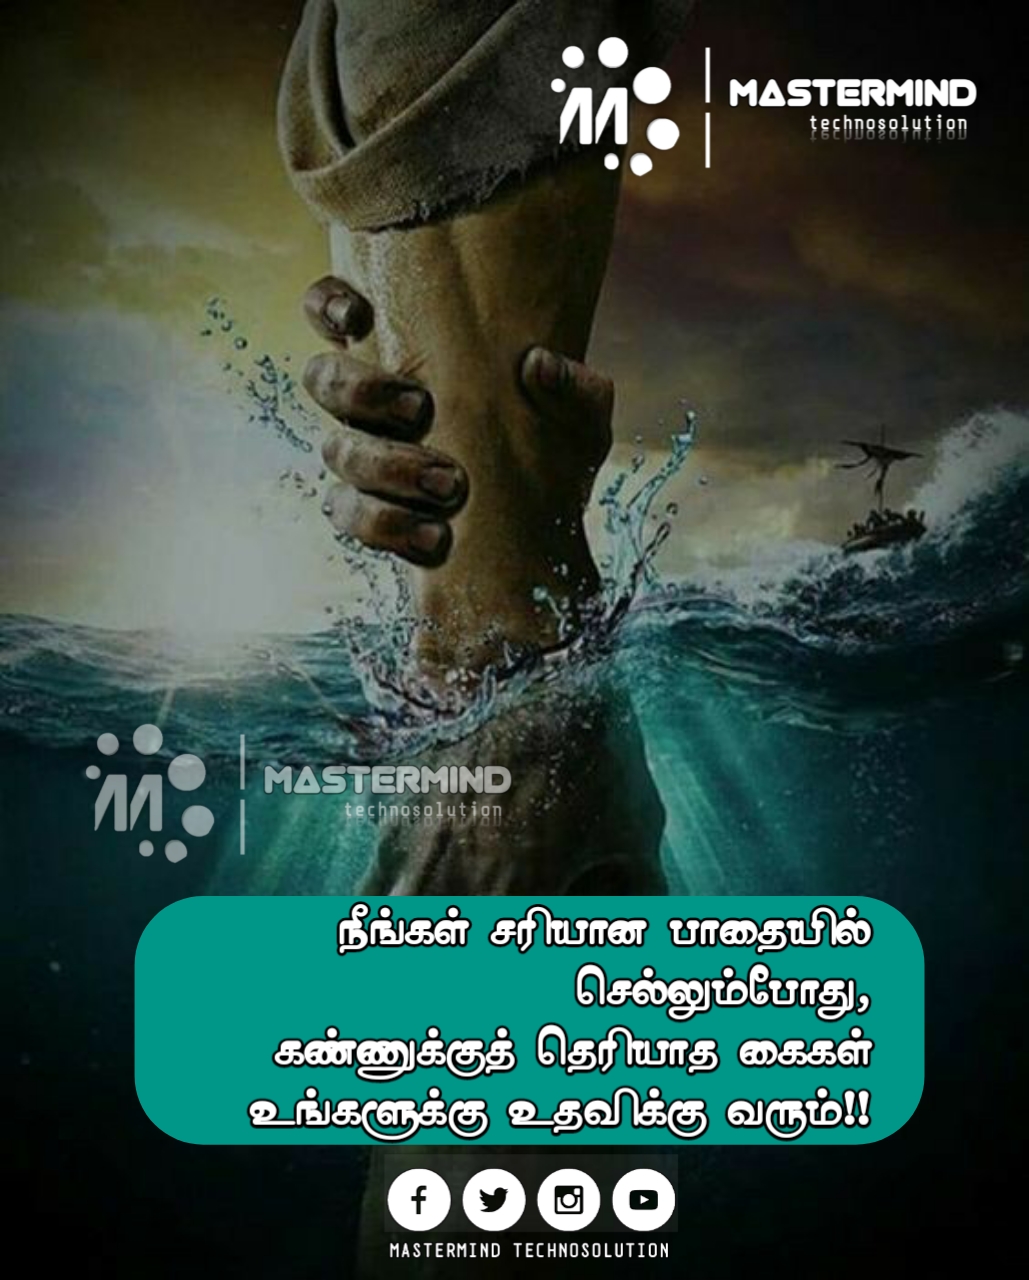 M
MASTERMIND
technosolution
M
MASTERMIND
technosolution
நீங்கள் சரியான பாதையில்
செல்லும்போது,
கண்ணுக்குத் தெரியாத கைகள்
உங்களுக்கு உதவிக்கு வரும்!!
MASTERMIND TECHNOSOLUTION